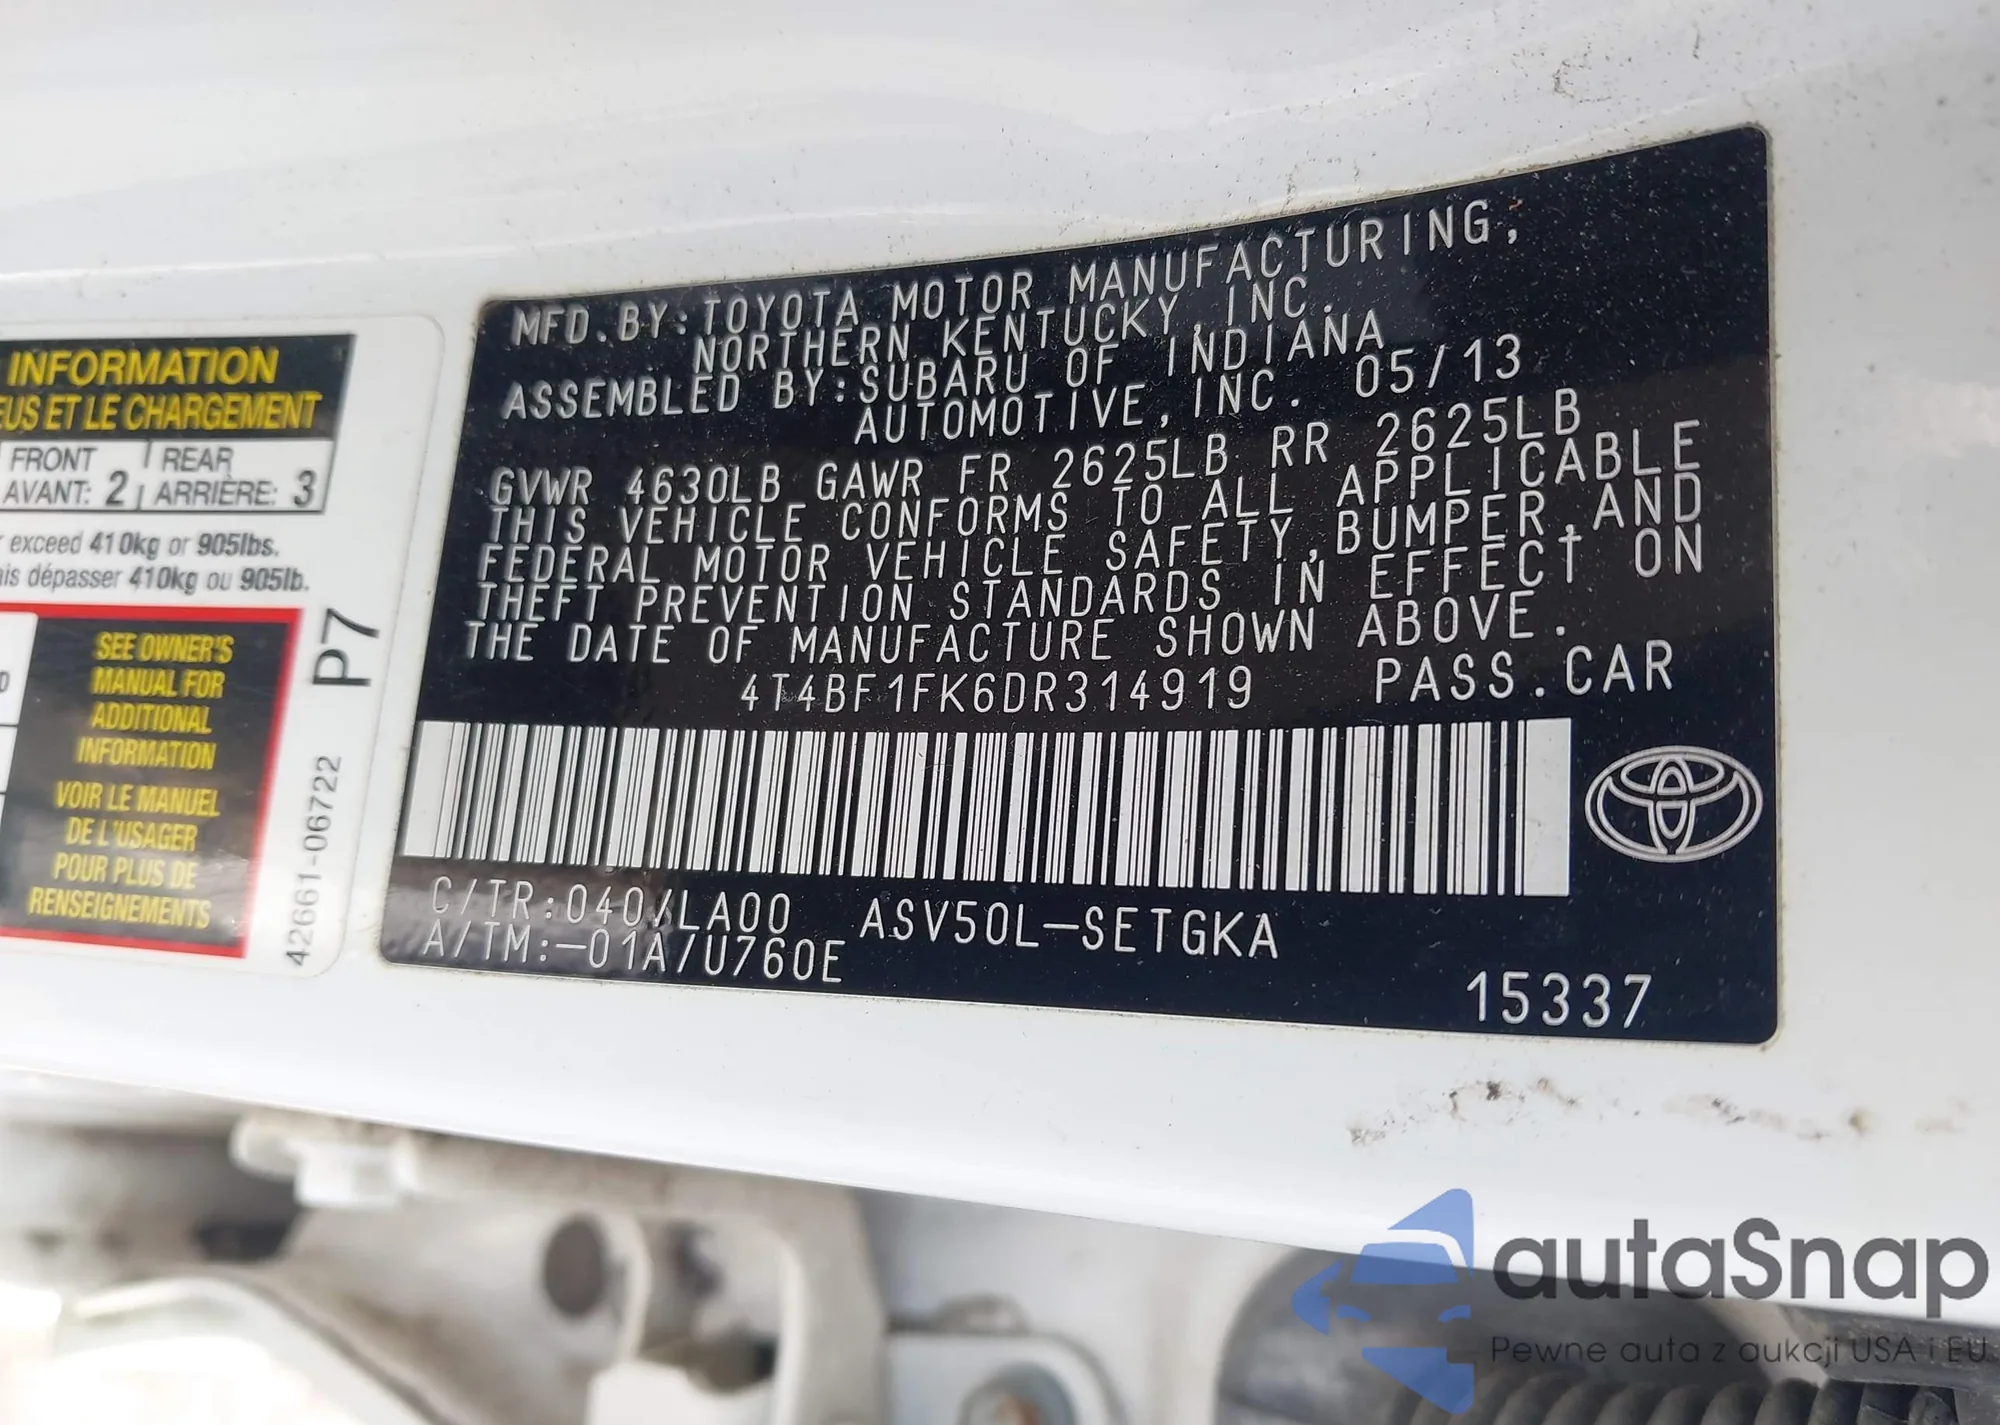 INFORMATION
EUS ET LE CHARGEMENT
FRONT REAR
AVANT: 2 ARRIÈRE: 3
exceed 410kg or 905lbs.
dépasser 410kg ou 905lb.
SEE OWNER'S
MANUAL FOR
ADDITIONAL
INFORMATION
VOIR LE MANUEL
DE L'USAGER
POUR PLUS DE
RENSEIGNEMENTS
P7
42661-06722
MFD.BY:TOYOTA MOTOR MANUFACTURING,
NORTHERN KENTUCKY, INC.
ASSEMBLED BY:SUBARU OF INDIANA
AUTOMOTIVE,INC. 05/13
GVWR 4630LB GAWR FR 2625LB RR 2625LB
THIS VEHICLE CONFORMS TO ALL APPLICABLE
FEDERAL MOTOR VEHICLE SAFETY,BUMPER,AND
THEFT PREVENTION STANDARDS IN EFFECT ON
THE DATE OF MANUFACTURE SHOWN ABOVE.
4T4BF1FK6DR314919 PASS.CAR
C/TR:040/LA00 ASV50L-SETGKA
A/TM:-01A/U760E
15337
autaSnap
Pewne auta z aukcji USA i EU